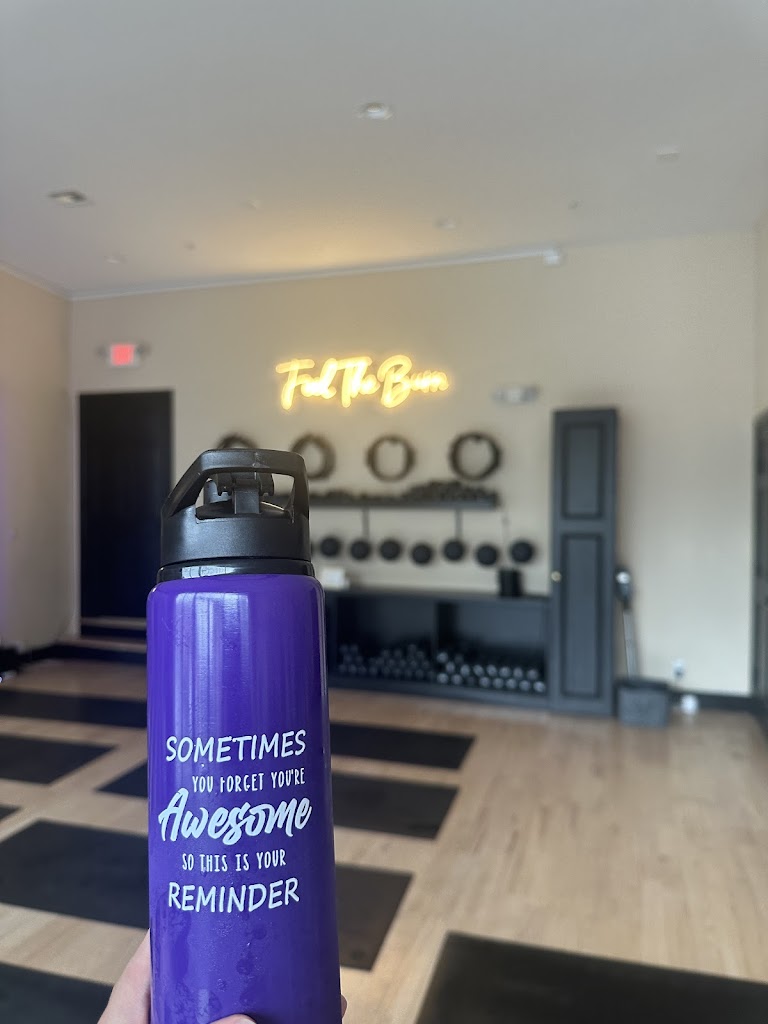 Feel The Burn
SOMETIMES
YOU FORGET YOU'RE
Awesome
SO THIS IS YOUR
REMINDER